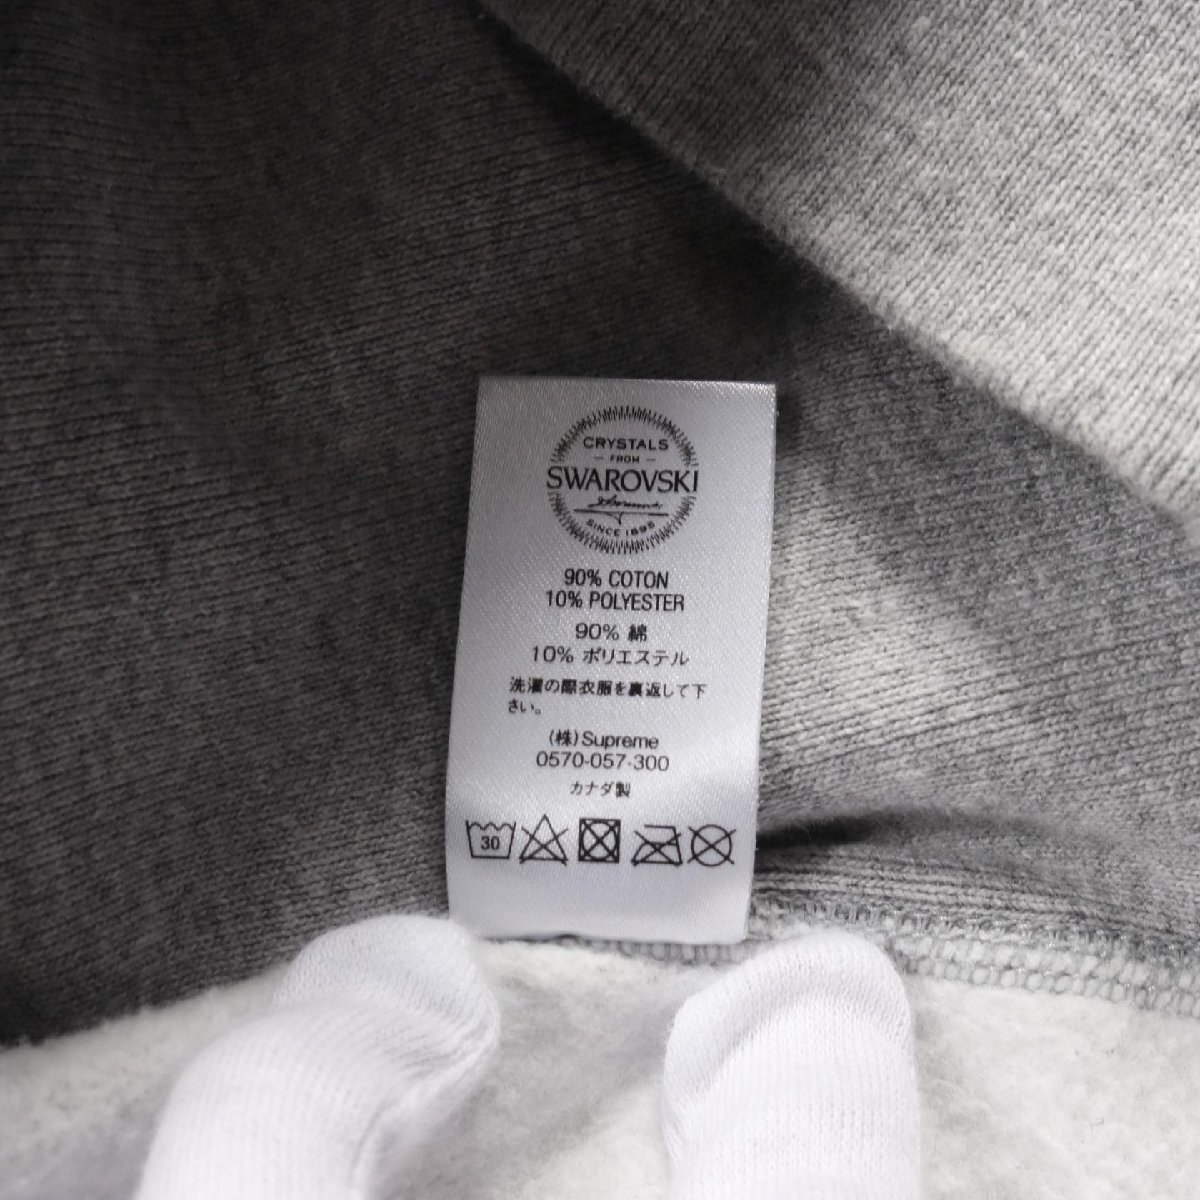 CRYSTALS
FROM
SWAROVSKI
SINCE 1895
90% COTON
10% POLYESTER
90% 綿
10% ポリエステル
洗濯の際衣服を裏返して下
さい。
(株)Supreme
0570-057-300
カナダ製
30